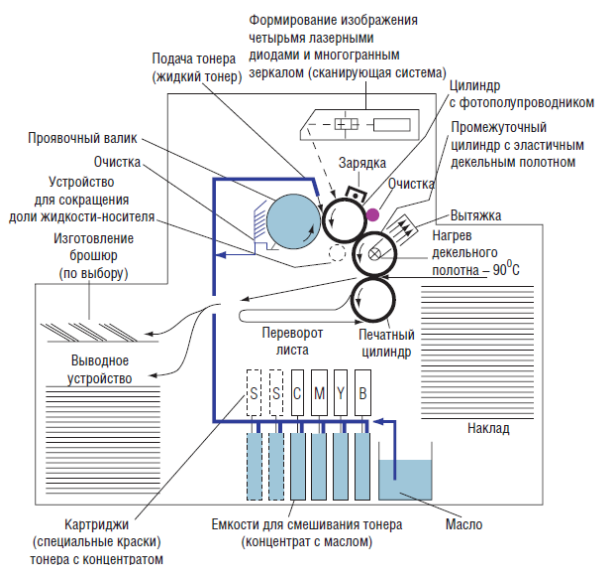 Формирование изображения
четырьмя лазерными
диодами и многогранным
зеркалом (сканирующая система)
Подача тонера
(жидкий тонер)
Цилиндр
с фотополупроводником
Проявочный валик
Промежуточный
цилиндр с эластичным
декельным полотном
Очистка
Зарядка
Устройство
для сокращения
доли жидкости-носителя
Очистка
Вытяжка
Изготовление
брошюр
(по выбору)
Нагрев
декельного
полотна – 90⁰C
Переворот
листа
Печатный
цилиндр
Выводное
устройство
S S C M Y B
Наклад
Картриджи
(специальные краски)
тонера с концентратом
Емкости для смешивания тонера
(концентрат с маслом)
Масло